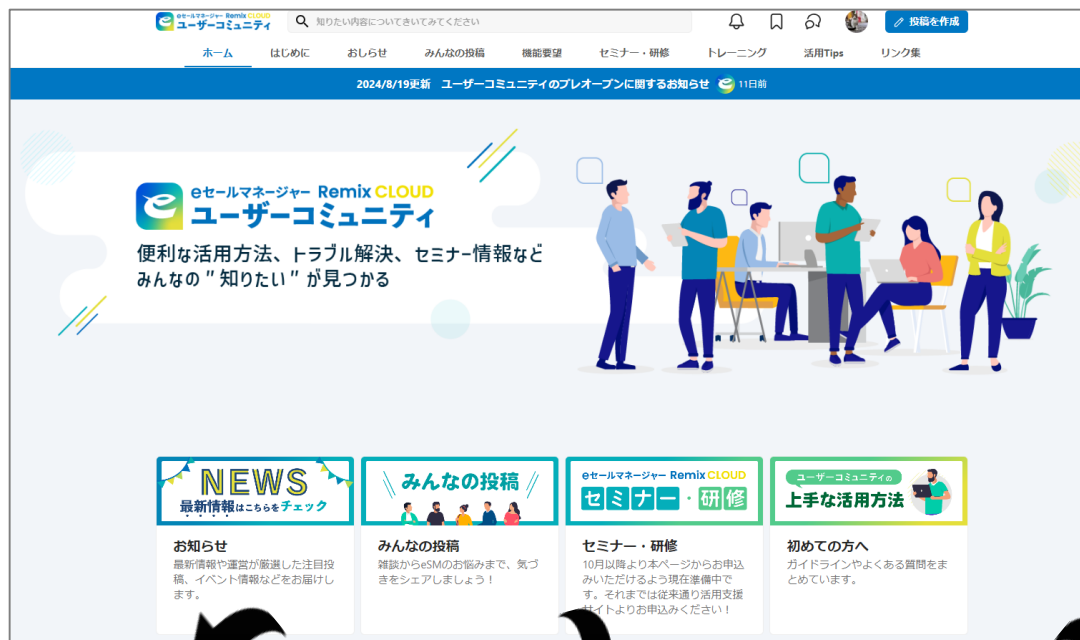 eセールマネージャー Remix CLOUD
ユーザーコミュニティ
知りたい内容についてきいてみてください
投稿を作成
ホーム はじめに おしらせ みんなの投稿 機能要望 セミナー・研修 トレーニング 活用Tips リンク集
2024/8/19更新 ユーザーコミュニティのプレオープンに関するお知らせ 11日前
eセールマネージャー Remix CLOUD
ユーザーコミュニティ
便利な活用方法、トラブル解決、セミナー情報など
みんなの"知りたい"が見つかる
NEWS
最新情報はこちらをチェック
お知らせ
最新情報や運営が厳選した注目投
稿、イベント情報などをお届けし
ます。
みんなの投稿
みんなの投稿
雑談からeSMのお悩みまで、気づ
きをシェアしましょう！
eセールマネージャー Remix CLOUD
セミナー・研修
セミナー・研修
10月以降より本ページからお申込
みいただけるよう現在準備中で
す。それまでは従来通り活用支援
サイトよりお申込みください！
ユーザーコミュニティの
上手な活用方法
初めての方へ
ガイドラインやよくある質問をま
とめています。